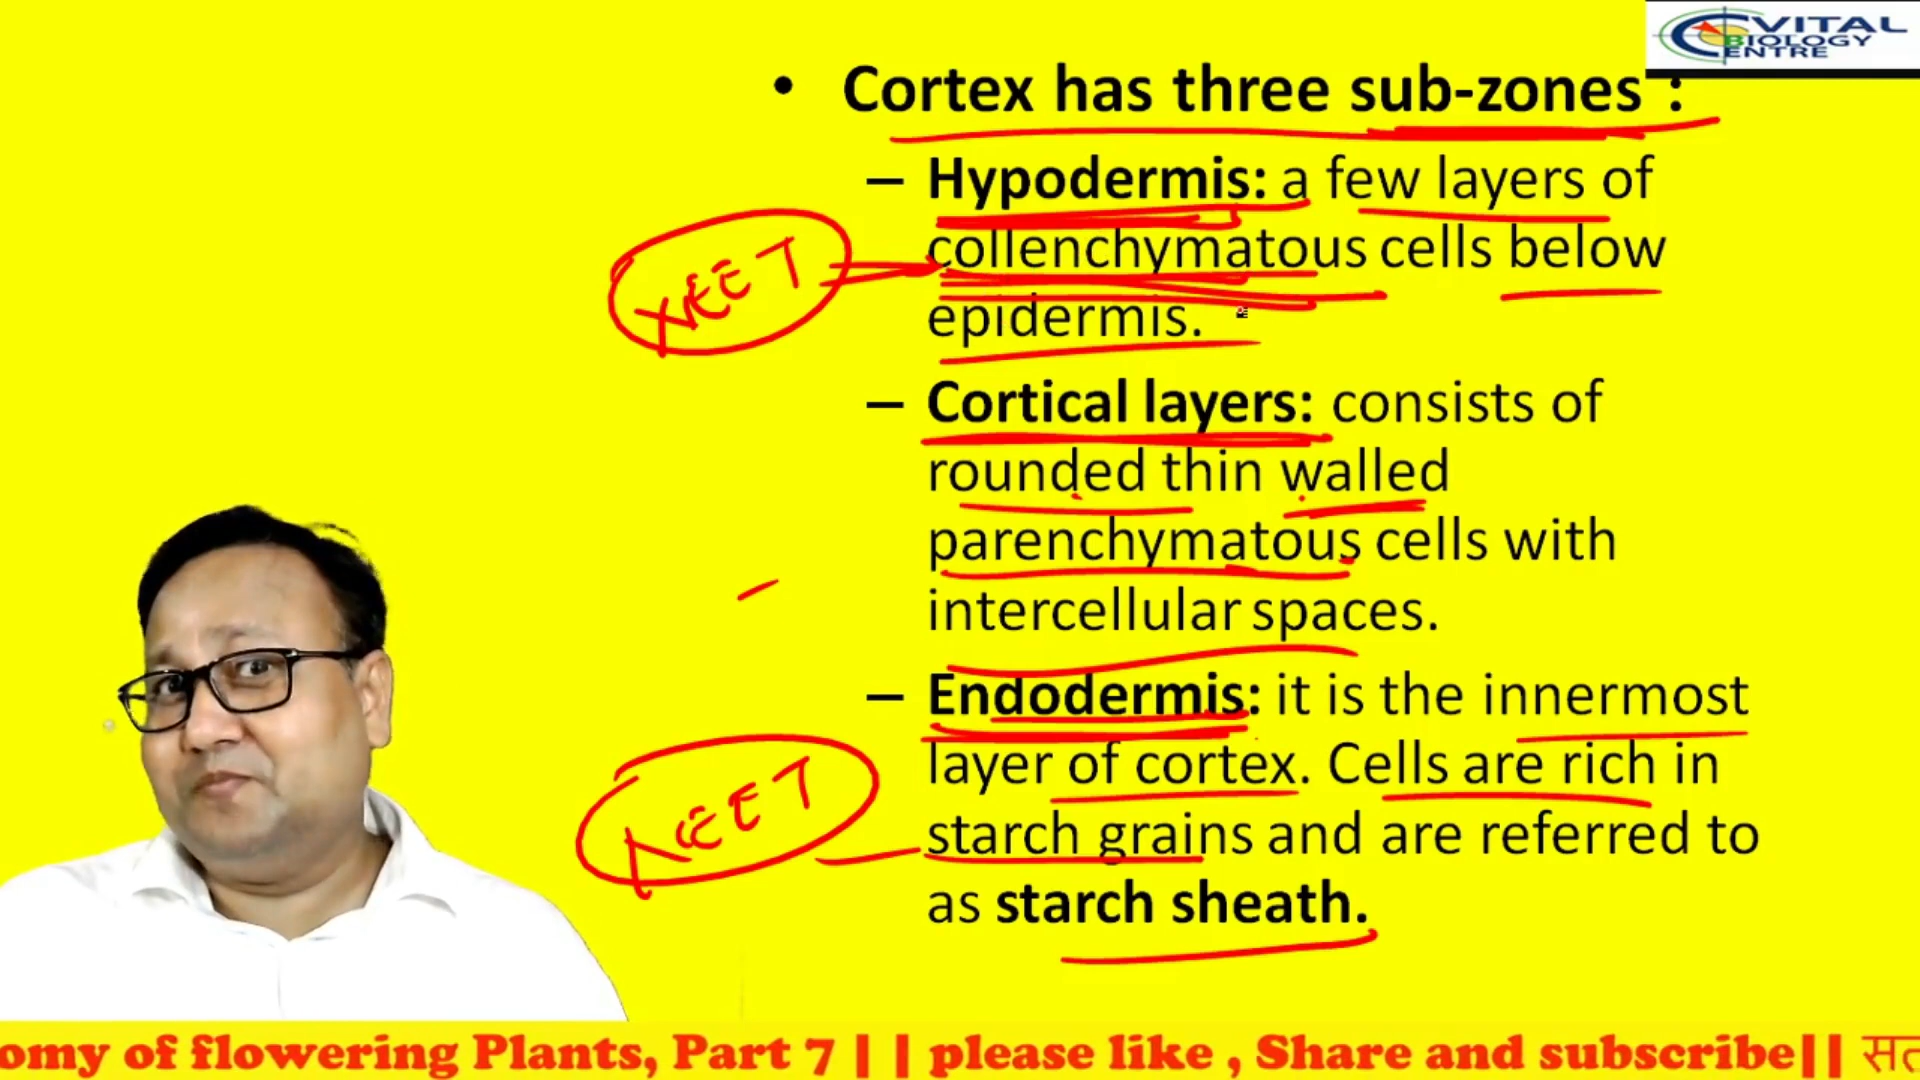 VITAL
BIOLOGY
CENTRE
• Cortex has three sub-zones :
– Hypodermis: a few layers of
collenchymatous cells below
epidermis.
NEET
– Cortical layers: consists of
rounded thin walled
parenchymatous cells with
intercellular spaces.
– Endodermis: it is the innermost
layer of cortex. Cells are rich in
starch grains and are referred to
as starch sheath.
NEET
omy of flowering Plants, Part 7 || please like , Share and subscribe||